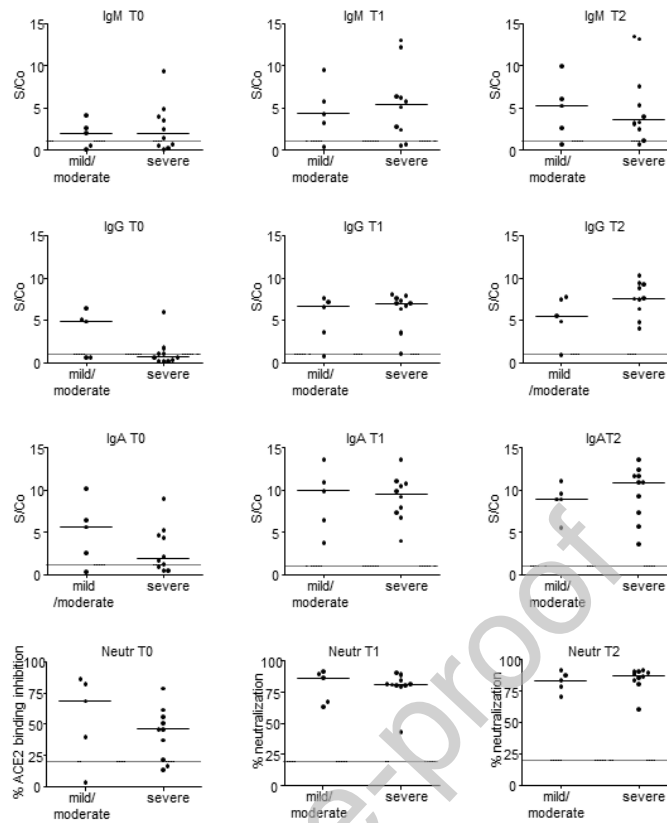 IgM T0
IgM T1
IgM T2
S/Co
15
10
5
0
mild/
moderate
severe
S/Co
15
10
5
0
mild/
moderate
severe
S/Co
15
10
5
0
mild/
moderate
severe
IgG T0
IgG T1
IgG T2
S/Co
15
10
5
0
mild/
moderate
severe
S/Co
15
10
5
0
mild/
moderate
severe
S/Co
15
10
5
0
mild
/moderate
severe
IgA T0
IgA T1
IgAT2
S/Co
15
10
5
0
mild
/moderate
severe
S/Co
15
10
5
0
mild/
moderate
severe
S/Co
15
10
5
0
mild/
moderate
severe
Neutr T0
Neutr T1
Neutr T2
% ACE2 binding inhibition
100
75
50
25
0
mild/
moderate
severe
% neutralization
100
75
50
25
0
mild/
moderate
severe
% neutralization
100
75
50
25
0
mild/
moderate
severe
e-proof